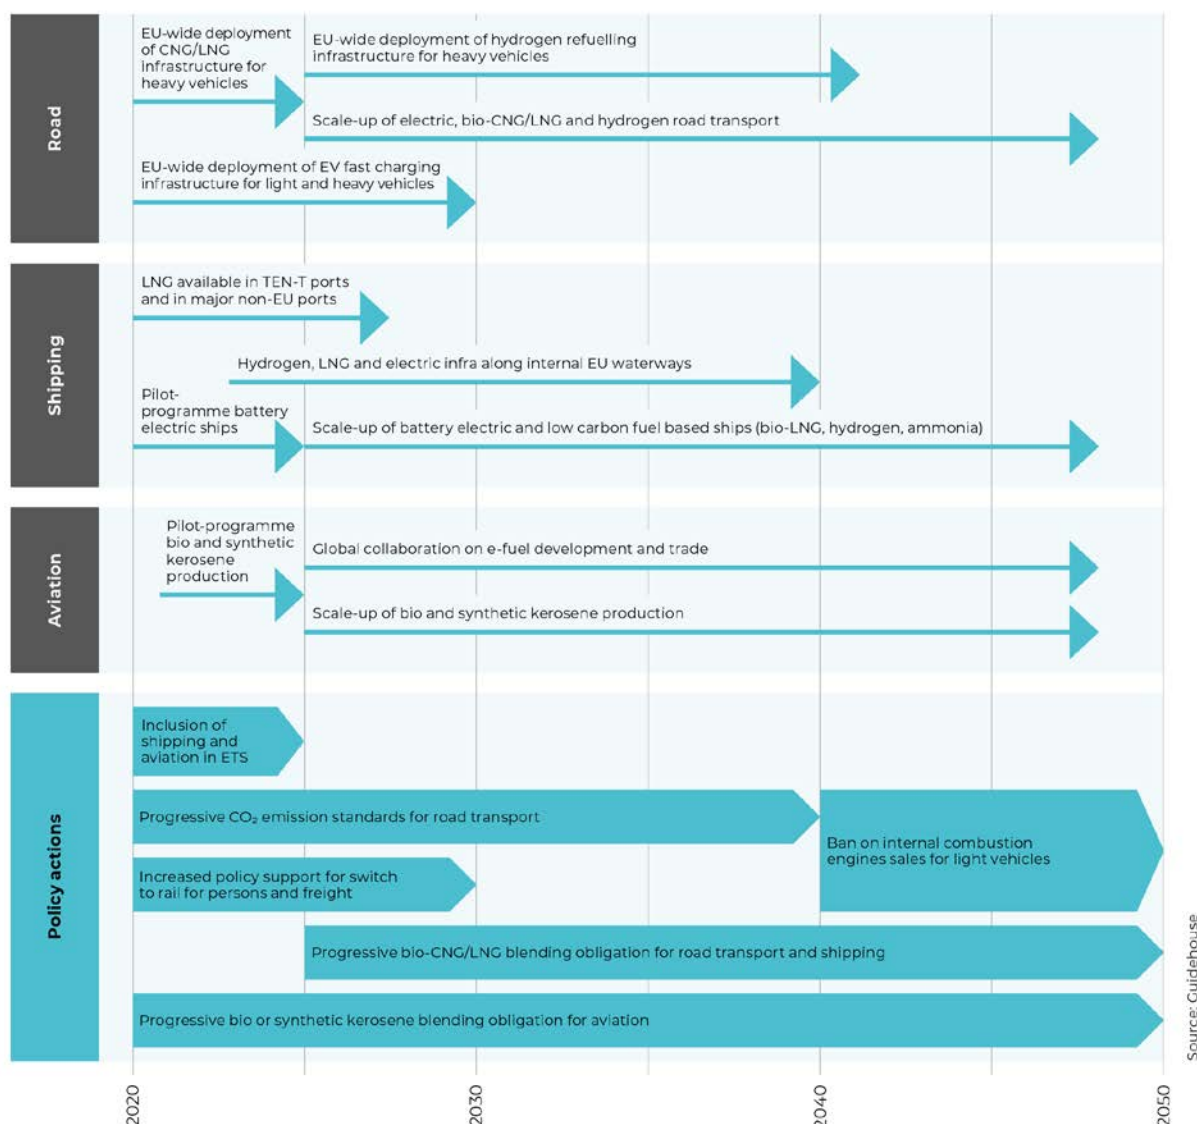 Road
EU-wide deployment
of CNG/LNG
infrastructure for
heavy vehicles
EU-wide deployment of hydrogen refuelling
infrastructure for heavy vehicles
Scale-up of electric, bio-CNG/LNG and hydrogen road transport
EU-wide deployment of EV fast charging
infrastructure for light and heavy vehicles
Shipping
LNG available in TEN-T ports
and in major non-EU ports
Hydrogen, LNG and electric infra along internal EU waterways
Pilot-
programme battery
electric ships
Scale-up of battery electric and low carbon fuel based ships (bio-LNG, hydrogen, ammonia)
Aviation
Pilot-programme
bio and synthetic
kerosene
production
Global collaboration on e-fuel development and trade
Scale-up of bio and synthetic kerosene production
Policy actions
Inclusion of
shipping and
aviation in ETS
Progressive CO₂ emission standards for road transport
Ban on internal combustion
engines sales for light vehicles
Increased policy support for switch
to rail for persons and freight
Progressive bio-CNG/LNG blending obligation for road transport and shipping
Progressive bio or synthetic kerosene blending obligation for aviation
2020
2030
2040
2050
Source: Guidehouse